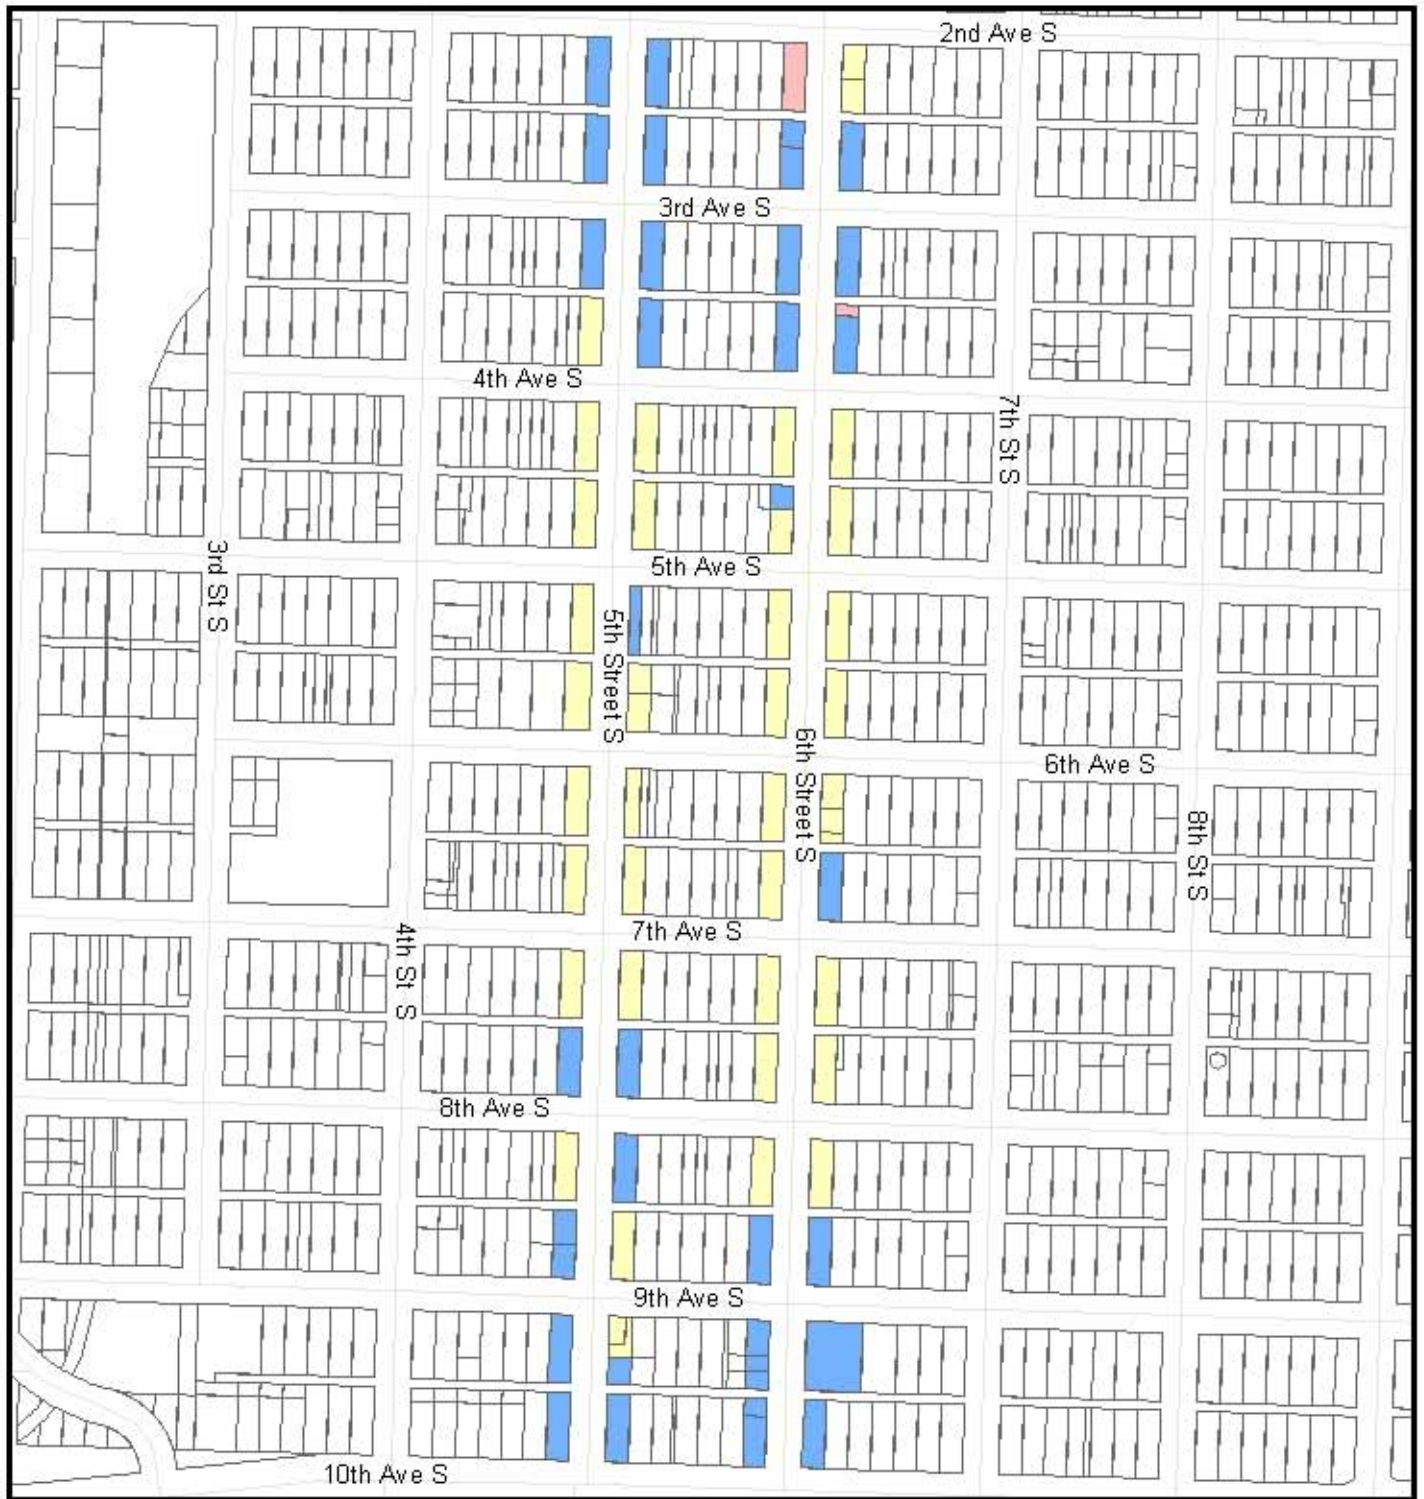 2nd Ave S
3rd Ave S
4th Ave S
7th St S
3rd St S
5th Ave S
5th Street S
6th Street S
6th Ave S
8th St S
4th St S
7th Ave S
8th Ave S
9th Ave S
10th Ave S